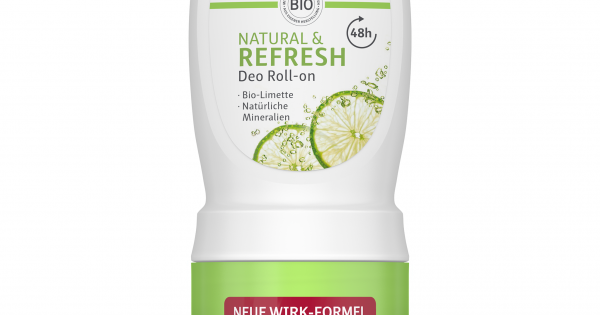 BIO
NATURAL &
REFRESH
48h
Deo Roll-on
· Bio-Limette
· Natürliche
Mineralien
NEUE WIRK-FORMEL